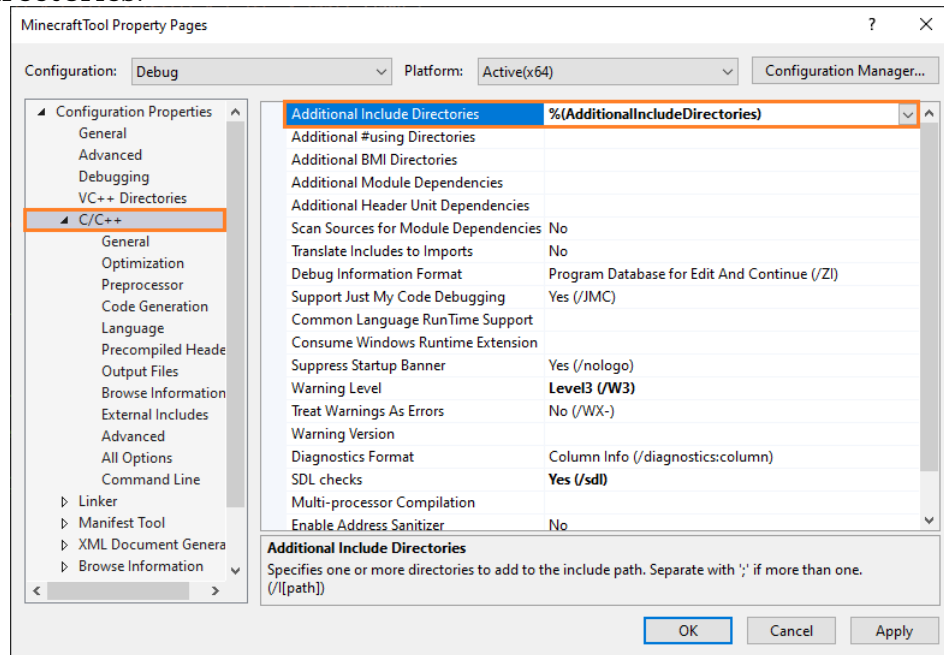 MinecraftTool Property Pages ? ×
Configuration: Debug Platform: Active(x64) Configuration Manager...
Configuration Properties
General
Advanced
Debugging
VC++ Directories
C/C++
General
Optimization
Preprocessor
Code Generation
Language
Precompiled Heade
Output Files
Browse Information
External Includes
Advanced
All Options
Command Line
Linker
Manifest Tool
XML Document Genera
Browse Information
Additional Include Directories %(AdditionalIncludeDirectories)
Additional #using Directories
Additional BMI Directories
Additional Module Dependencies
Additional Header Unit Dependencies
Scan Sources for Module Dependencies No
Translate Includes to Imports No
Debug Information Format Program Database for Edit And Continue (/ZI)
Support Just My Code Debugging Yes (/JMC)
Common Language RunTime Support
Consume Windows Runtime Extension
Suppress Startup Banner Yes (/nologo)
Warning Level Level3 (/W3)
Treat Warnings As Errors No (/WX-)
Warning Version
Diagnostics Format Column Info (/diagnostics:column)
SDL checks Yes (/sdl)
Multi-processor Compilation
Enable Address Sanitizer No
Additional Include Directories
Specifies one or more directories to add to the include path. Separate with ';' if more than one.
(/I[path])
OK Cancel Apply